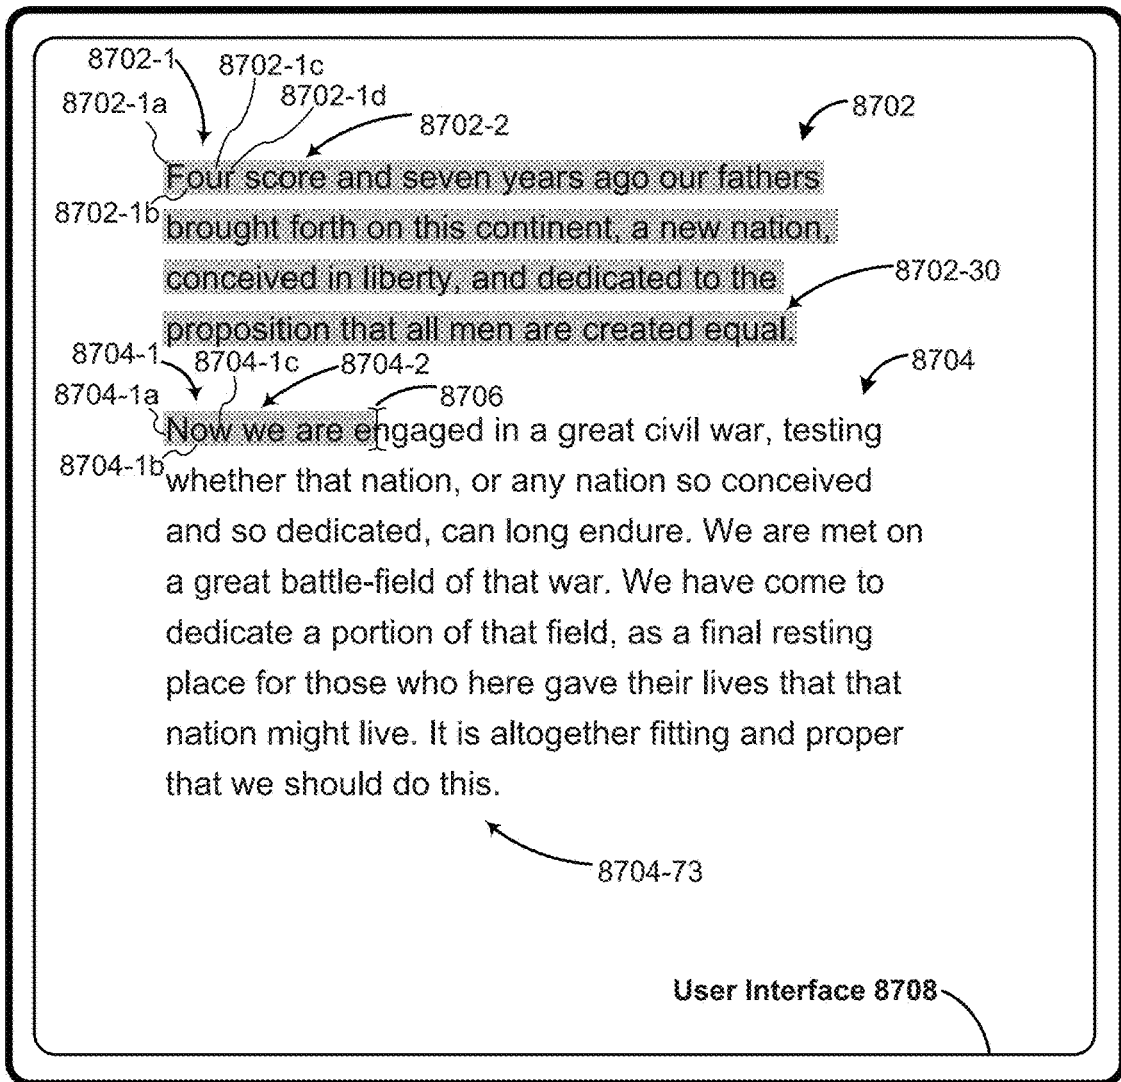 8702-1
8702-1c
8702-1a
8702-1d
8702-2
8702
Four score and seven years ago our fathers
8702-1b
brought forth on this continent, a new nation,
conceived in liberty, and dedicated to the
8702-30
proposition that all men are created equal.
8704-1
8704-1c
8704-2
8704
8704-1a
8706
Now we are engaged in a great civil war, testing
8704-1b
whether that nation, or any nation so conceived
and so dedicated, can long endure. We are met on
a great battle-field of that war. We have come to
dedicate a portion of that field, as a final resting
place for those who here gave their lives that that
nation might live. It is altogether fitting and proper
that we should do this.
8704-73
User Interface 8708